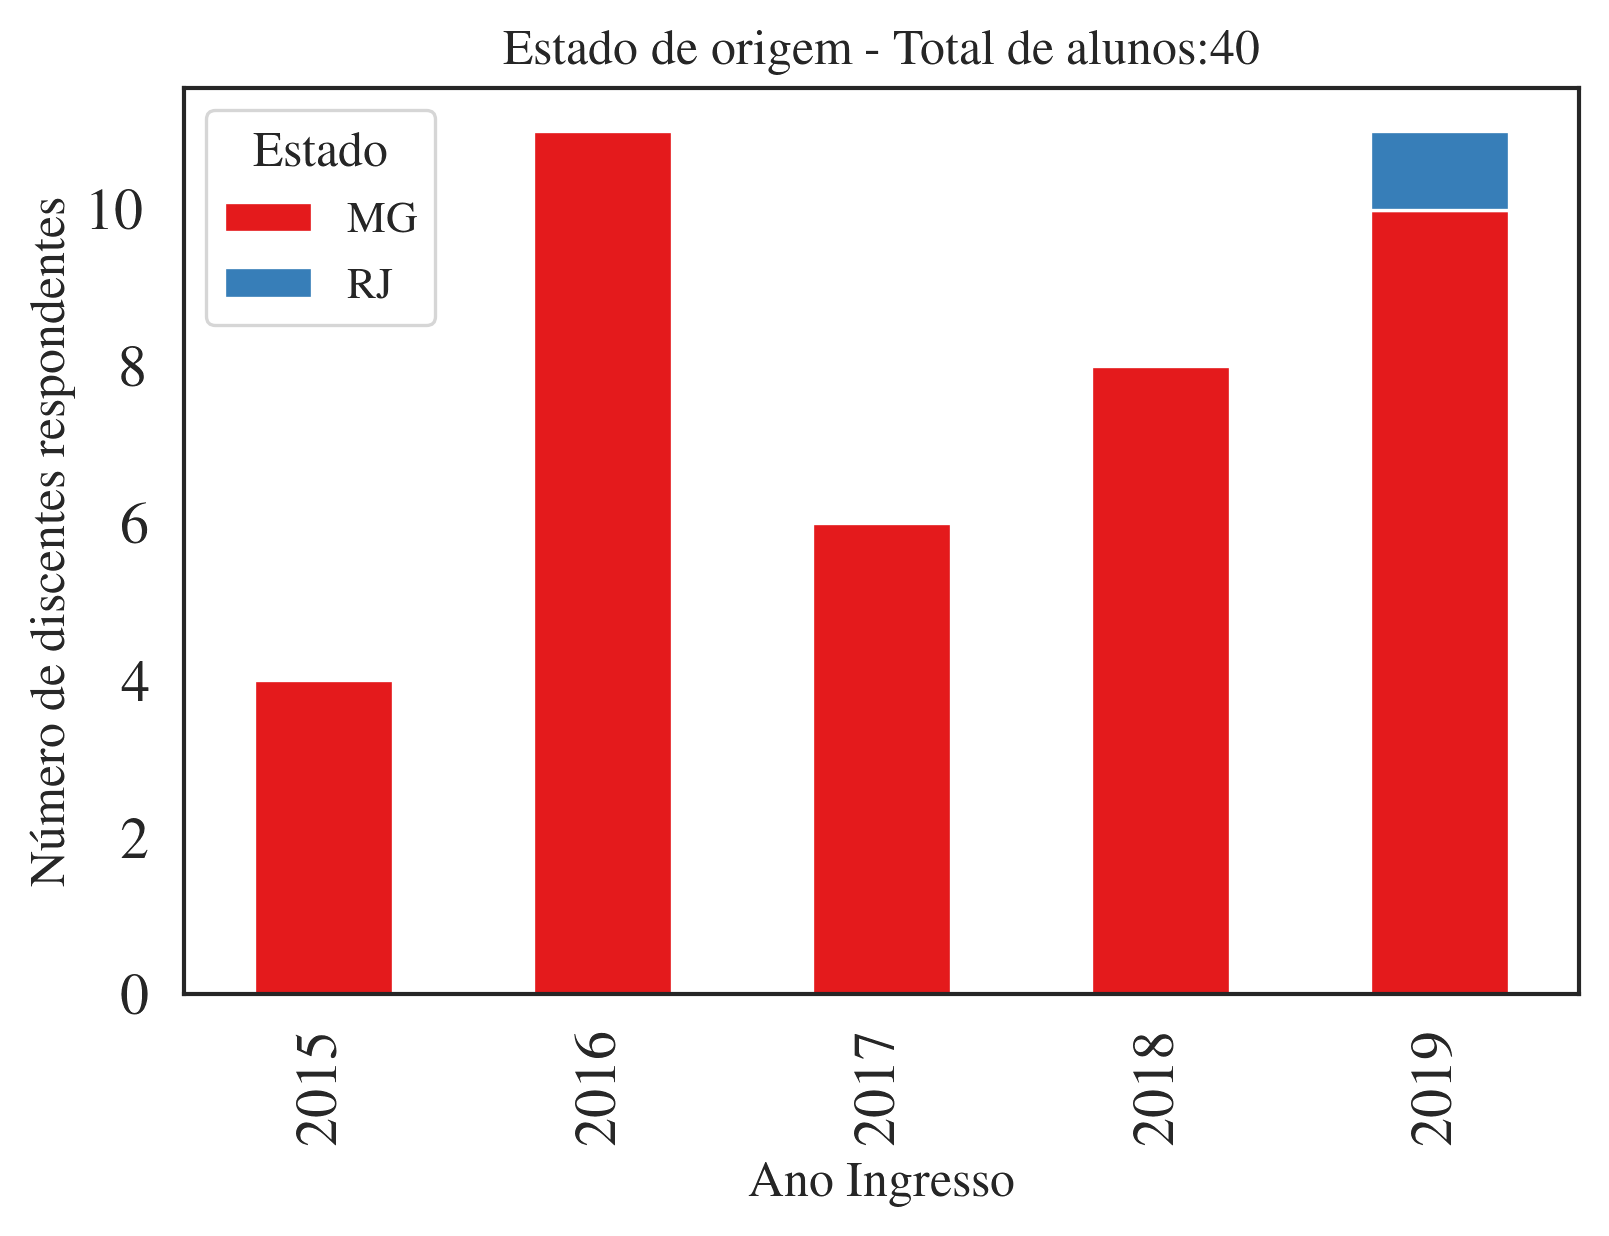 Estado de origem - Total de alunos:40
Estado
MG
RJ
Número de discentes respondentes
10
8
6
4
2
0
2015
2016
2017
2018
2019
Ano Ingresso